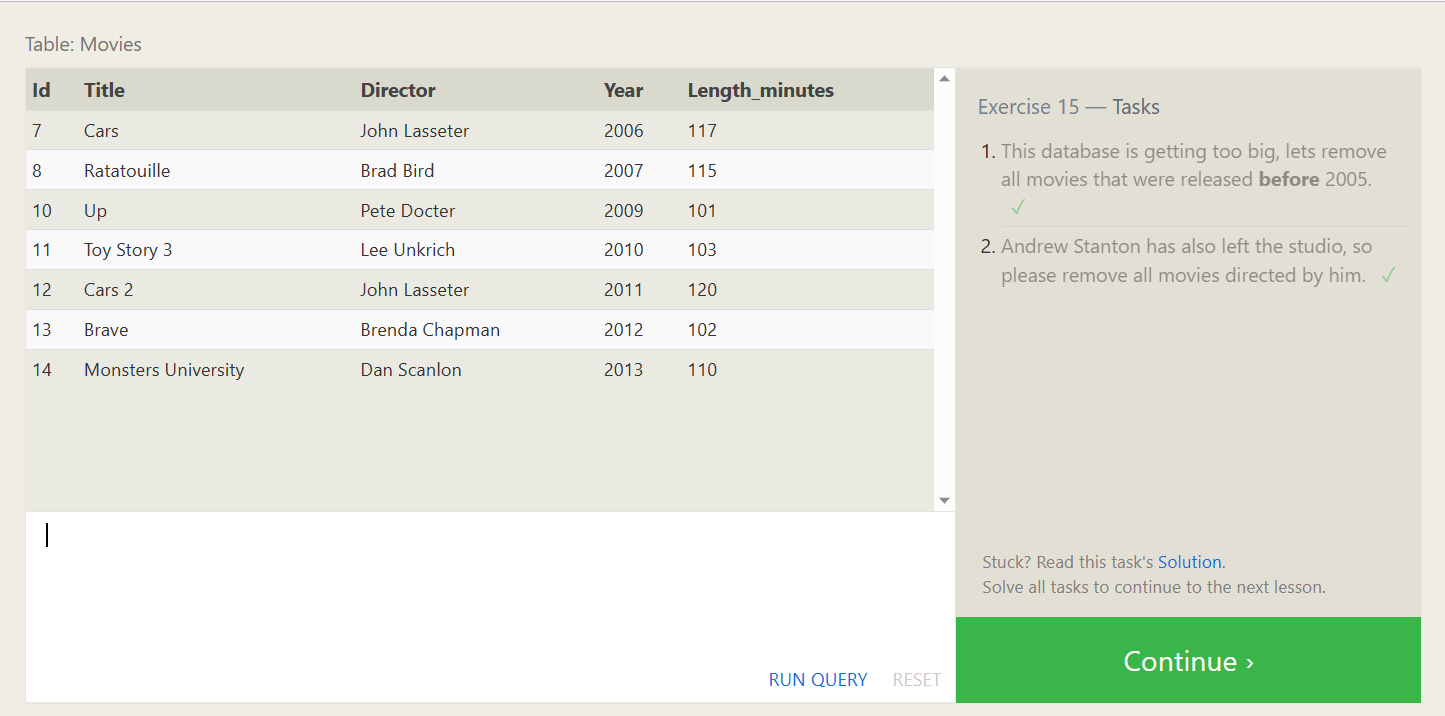 Table: Movies
Id Title Director Year Length_minutes
7 Cars John Lasseter 2006 117
8 Ratatouille Brad Bird 2007 115
10 Up Pete Docter 2009 101
11 Toy Story 3 Lee Unkrich 2010 103
12 Cars 2 John Lasseter 2011 120
13 Brave Brenda Chapman 2012 102
14 Monsters University Dan Scanlon 2013 110
RUN QUERY RESET
Exercise 15 — Tasks
1. This database is getting too big, lets remove
all movies that were released before 2005.
✓
2. Andrew Stanton has also left the studio, so
please remove all movies directed by him. ✓
Stuck? Read this task's Solution.
Solve all tasks to continue to the next lesson.
Continue ›